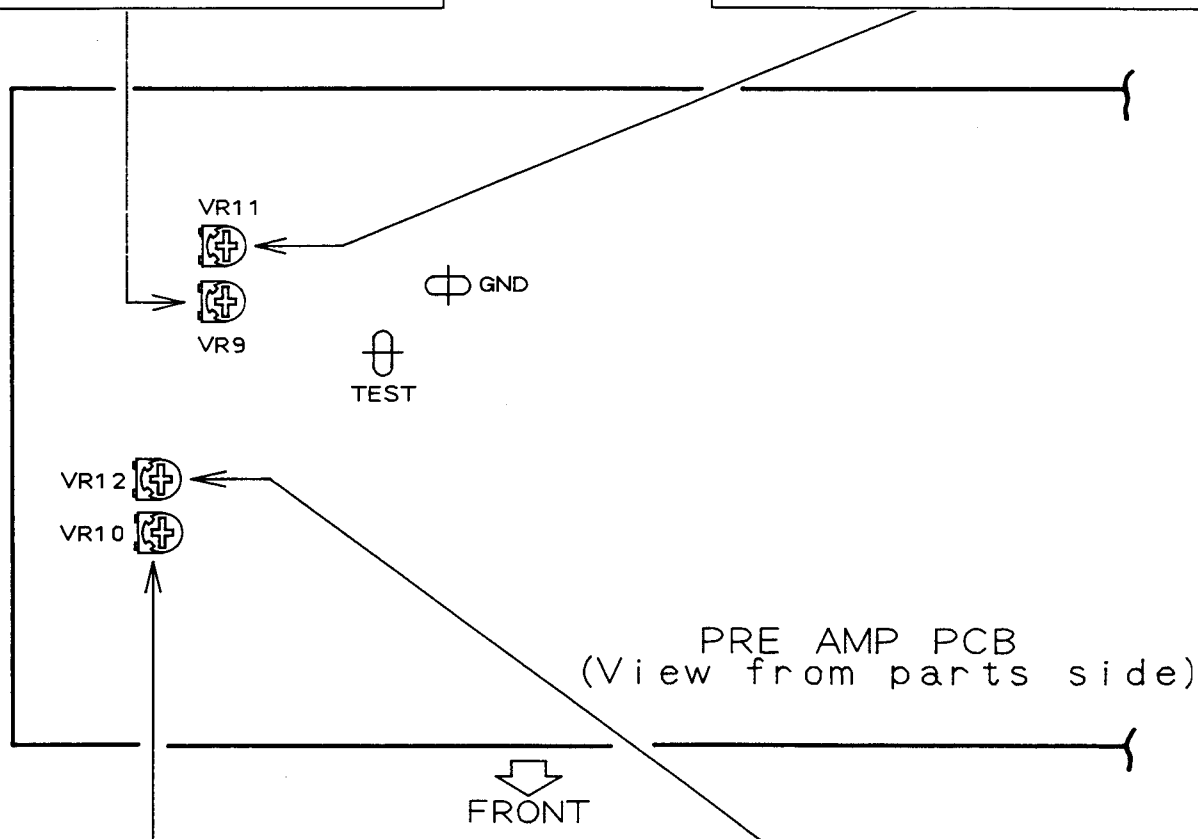 VR11
GND
VR9
TEST
VR12
VR10
PRE AMP PCB
(View from parts side)
FRONT